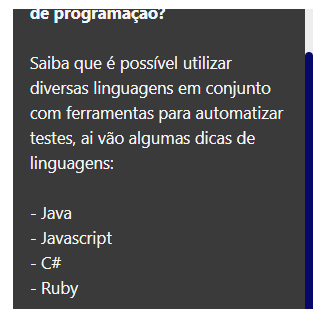 de programação?
Saiba que é possível utilizar
diversas linguagens em conjunto
com ferramentas para automatizar
testes, ai vão algumas dicas de
linguagens:
- Java
- Javascript
- C#
- Ruby